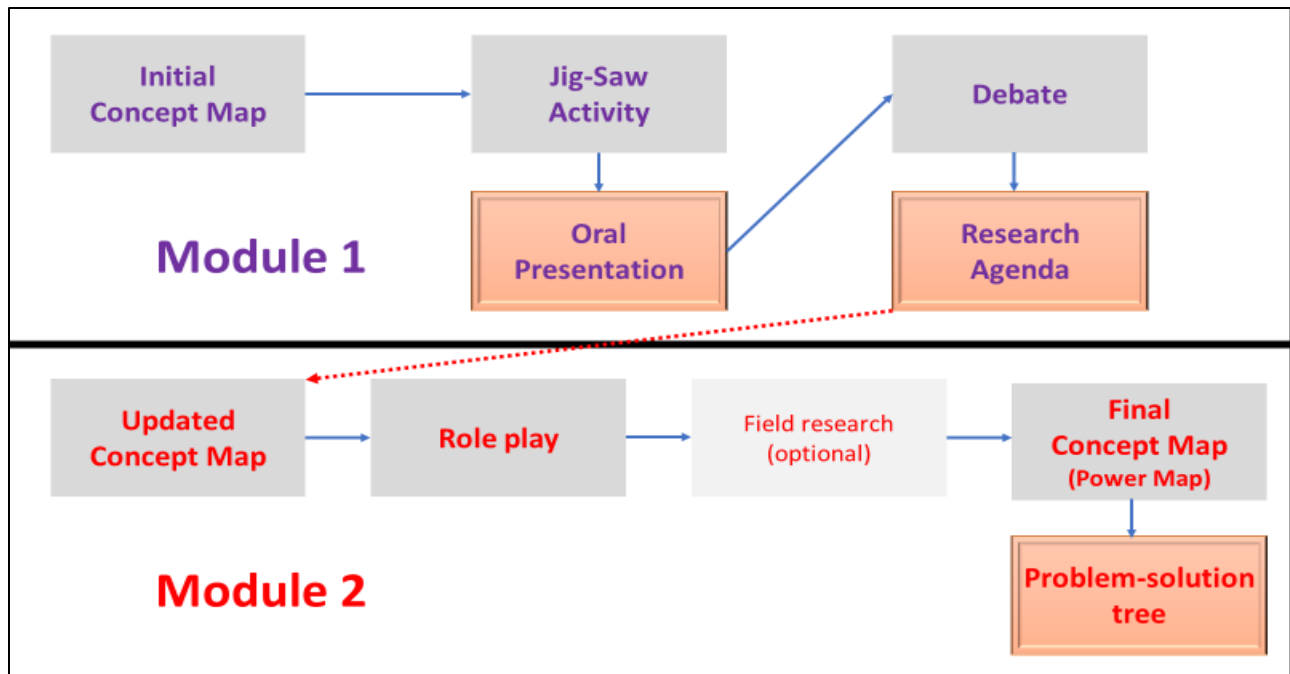 Initial
Concept Map
Jig-Saw
Activity
Debate
Oral
Presentation
Research
Agenda
Module 1
Updated
Concept Map
Role play
Field research
(optional)
Final
Concept Map
(Power Map)
Module 2
Problem-solution
tree